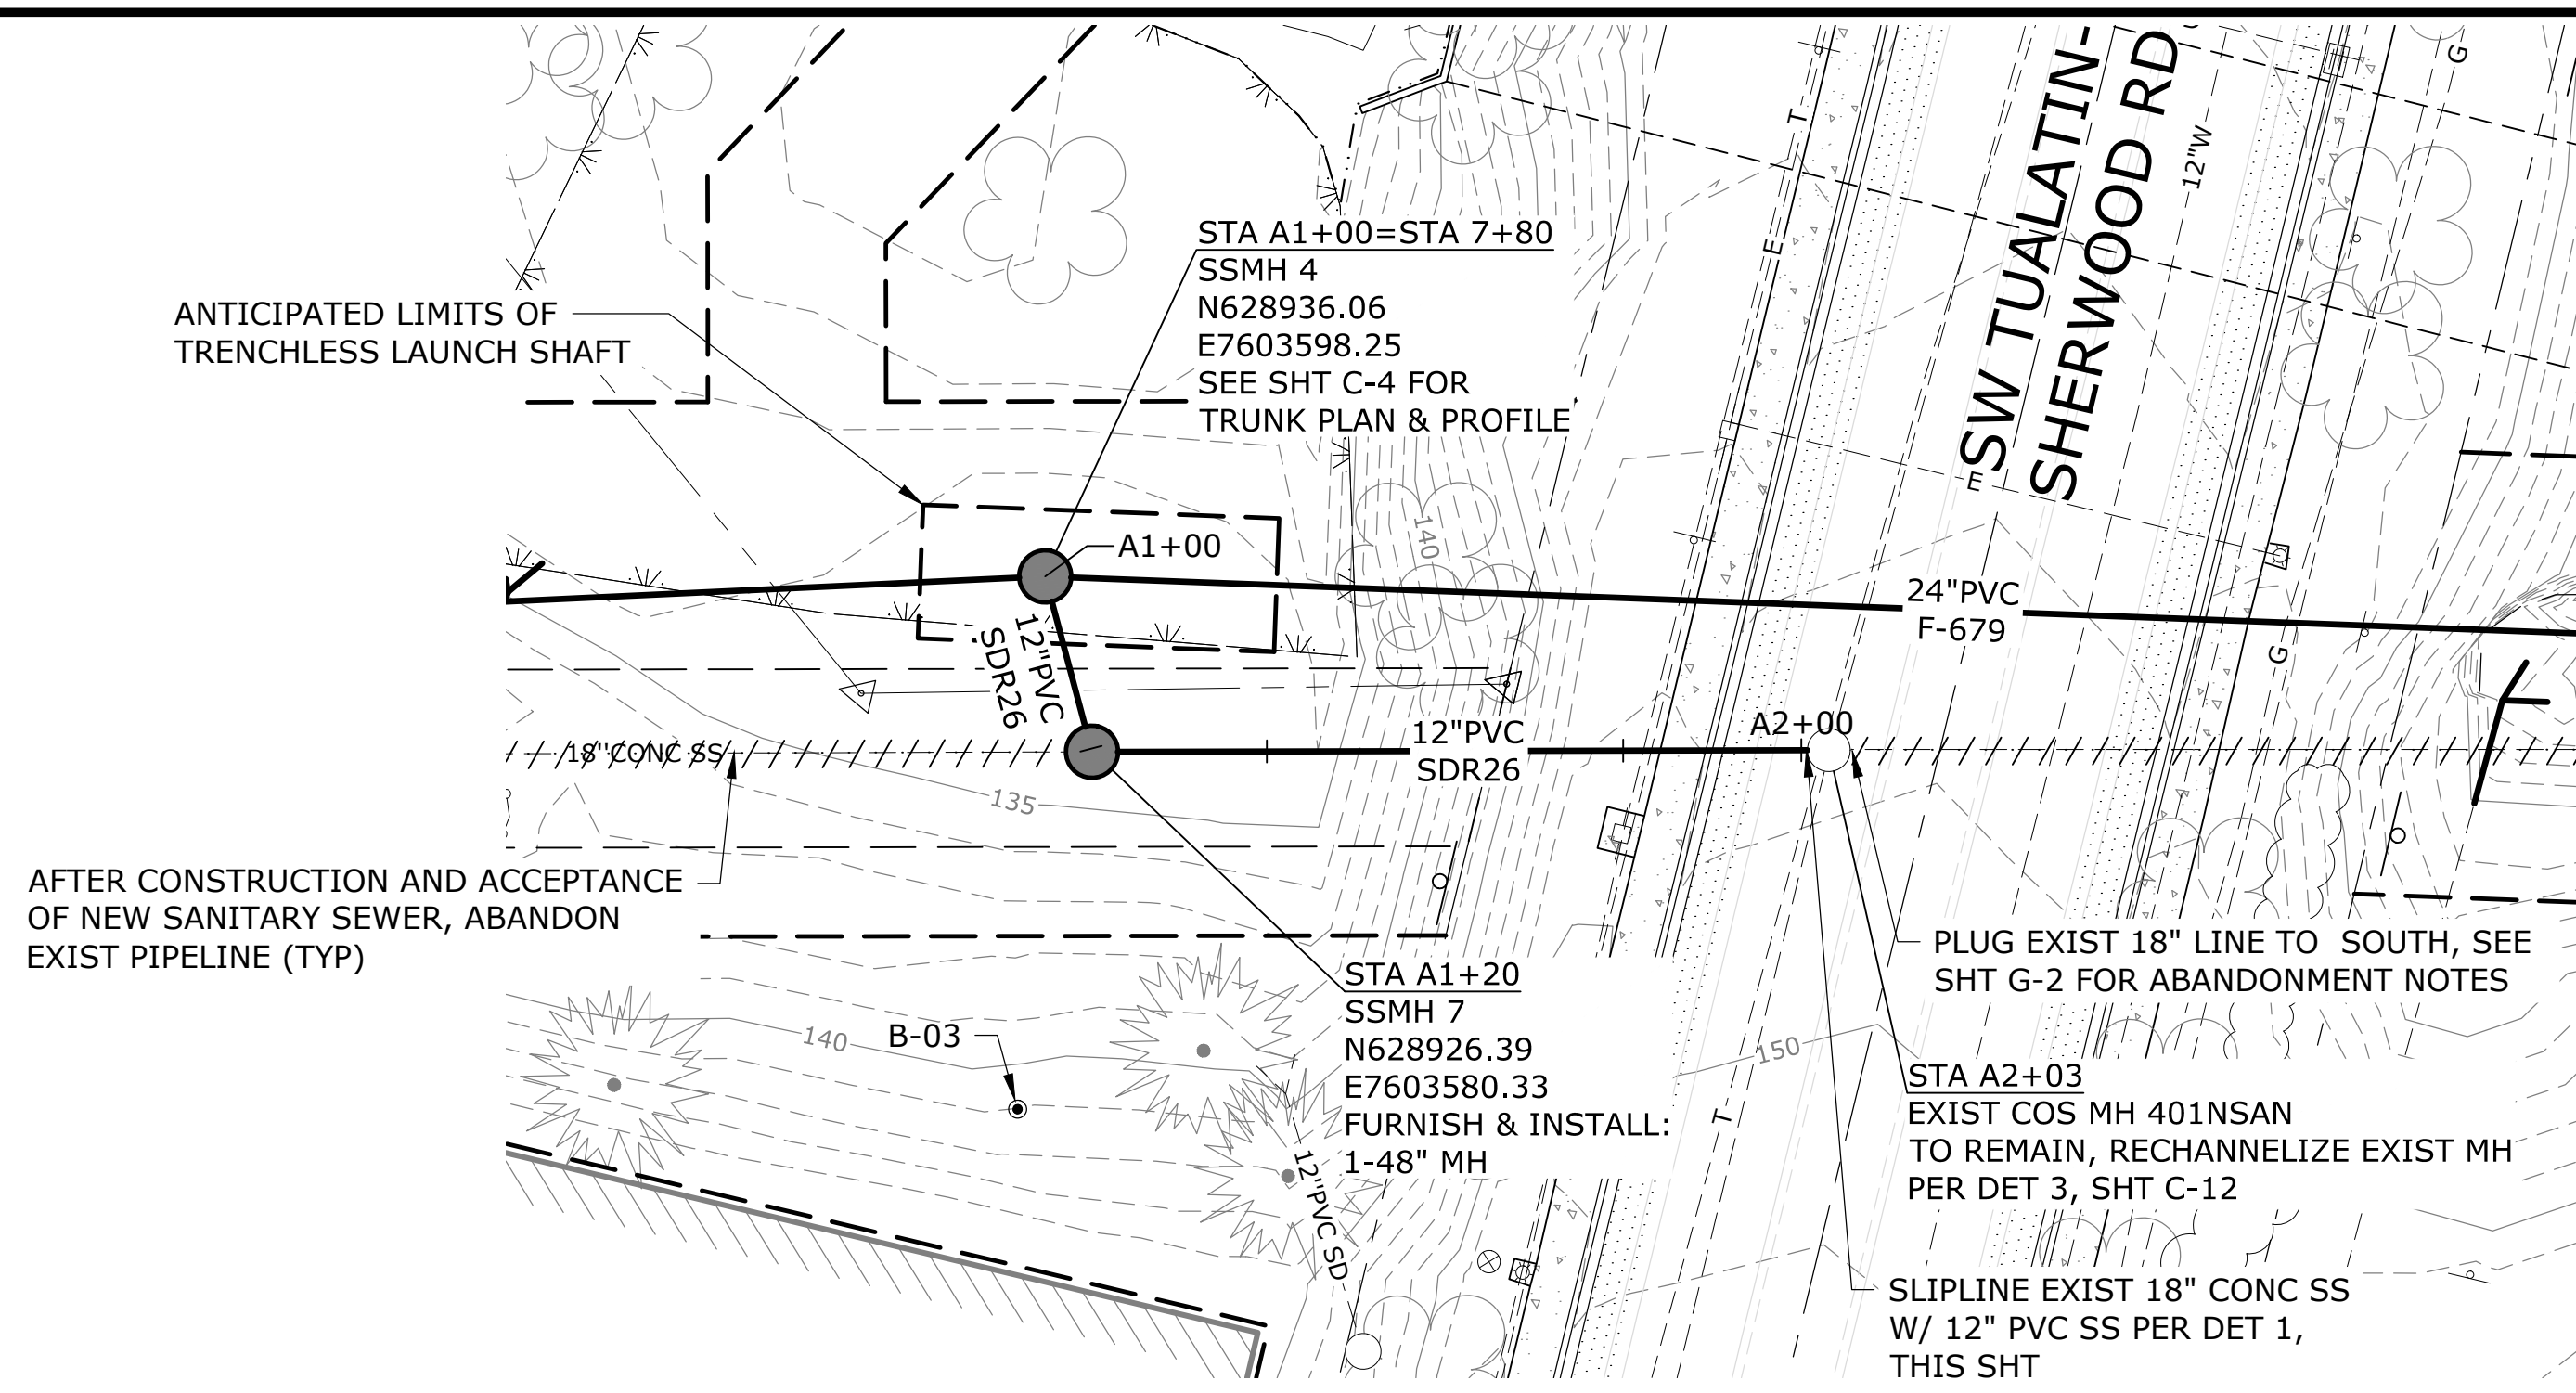 SW TUALATIN-
SHERWOOD RD
12"W
G
T
E
STA A1+00=STA 7+80
SSMH 4
N628936.06
E7603598.25
SEE SHT C-4 FOR
TRUNK PLAN & PROFILE
ANTICIPATED LIMITS OF
TRENCHLESS LAUNCH SHAFT
E
140
A1+00
24"PVC
F-679
12"PVC
SDR26
G
A2+00
12"PVC
SDR26
18"CONC SS
135
AFTER CONSTRUCTION AND ACCEPTANCE
OF NEW SANITARY SEWER, ABANDON
EXIST PIPELINE (TYP)
PLUG EXIST 18" LINE TO  SOUTH, SEE
SHT G-2 FOR ABANDONMENT NOTES
STA A1+20
SSMH 7
N628926.39
E7603580.33
FURNISH & INSTALL:
1-48" MH
B-03
140
150
T
STA A2+03
EXIST COS MH 401NSAN
TO REMAIN, RECHANNELIZE EXIST MH
PER DET 3, SHT C-12
12"PVC SD
SLIPLINE EXIST 18" CONC SS
W/ 12" PVC SS PER DET 1,
THIS SHT